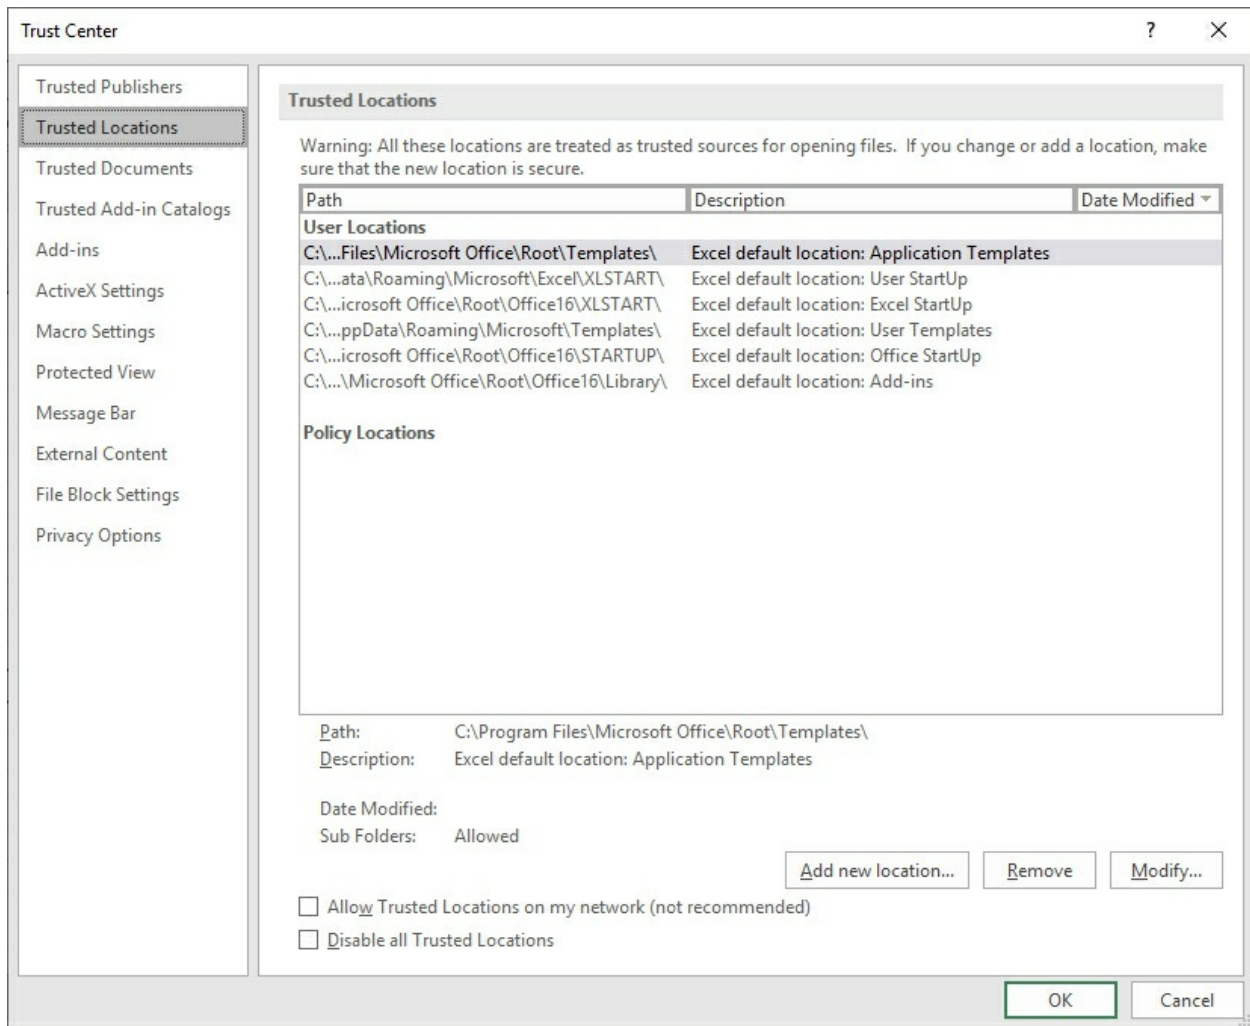 Trust Center
?
Trusted Publishers
Trusted Locations
Trusted Documents
Trusted Add-in Catalogs
Add-ins
ActiveX Settings
Macro Settings
Protected View
Message Bar
External Content
File Block Settings
Privacy Options
Trusted Locations
Warning: All these locations are treated as trusted sources for opening files.  If you change or add a location, make
sure that the new location is secure.
Path Description Date Modified
User Locations
C:\...Files\Microsoft Office\Root\Templates\ Excel default location: Application Templates
C:\...ata\Roaming\Microsoft\Excel\XLSTART\ Excel default location: User StartUp
C:\...icrosoft Office\Root\Office16\XLSTART\ Excel default location: Excel StartUp
C:\...ppData\Roaming\Microsoft\Templates\ Excel default location: User Templates
C:\...icrosoft Office\Root\Office16\STARTUP\ Excel default location: Office StartUp
C:\...\Microsoft Office\Root\Office16\Library\ Excel default location: Add-ins
Policy Locations
Path: C:\Program Files\Microsoft Office\Root\Templates\
Description: Excel default location: Application Templates
Date Modified:
Sub Folders: Allowed
Add new location... Remove Modify...
Allow Trusted Locations on my network (not recommended)
Disable all Trusted Locations
OK Cancel